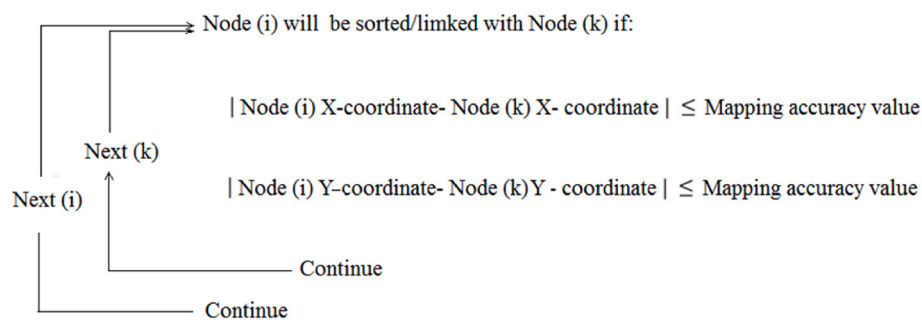 Node (i) will be sorted/limked with Node (k) if:
| Node (i) X-coordinate- Node (k) X- coordinate | ≤ Mapping accuracy value
Next (k)
| Node (i) Y-coordinate- Node (k) Y - coordinate | ≤ Mapping accuracy value
Next (i)
Continue
Continue